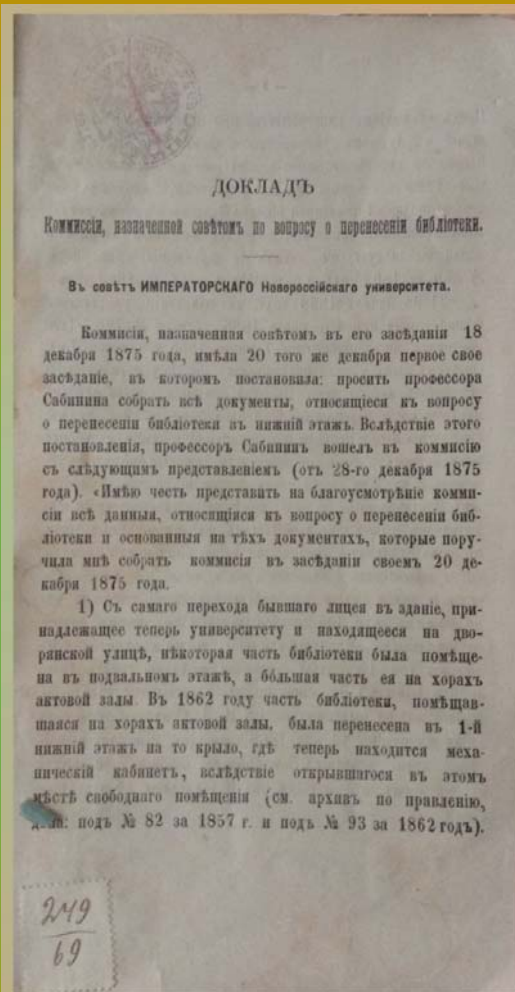 ДОКЛАДЪ
Коммиссіи, назначенной совѣтомъ по вопросу о перенесеніи библіотеки.
Въ совѣтъ ИМПЕРАТОРСКАГО Новороссійскаго университета.
Коммисія, назначенная совѣтомъ въ его засѣданіи 18
декабря 1875 года, имѣла 20 того же декабря первое свое
засѣданіе, въ которомъ постановила: просить профессора
Сабинина собрать всѣ документы, относящіеся къ вопросу
о перенесеніи библіотеки въ нижній этажъ. Вслѣдствіе этого
постановленія, профессоръ Сабининъ вошелъ въ коммисію
съ слѣдующимъ представленіемъ (отъ 28-го декабря 1875
года). «Имѣю честь представить на благоусмотрѣніе комми-
сіи всѣ данныя, относящіяся къ вопросу о перенесеніи биб-
ліотеки и основанныя на тѣхъ документахъ, которые пору-
чила мнѣ собрать коммисія въ засѣданіи своемъ 20 де-
кабря 1875 года.
1) Съ самаго перехода бывшаго лицея въ зданіе, при-
надлежащее теперь университету и находящееся на дво-
рянской улицѣ, нѣкоторая часть библіотеки была помѣще-
на въ подвальномъ этажѣ, а бо́льшая часть ея на хорахъ
актовой залы. Въ 1862 году часть библіотеки, помѣщав-
шаяся на хорахъ актовой залы, была перенесена въ 1-й
нижній этажъ на то крыло, гдѣ теперь находится меха-
ническій кабинетъ, вслѣдствіе открывшагося въ этомъ
мѣстѣ свободнаго помѣщенія (см. архивъ по правленію,
дѣла: подъ № 82 за 1857 г. и подъ № 93 за 1862 годъ).
249
69